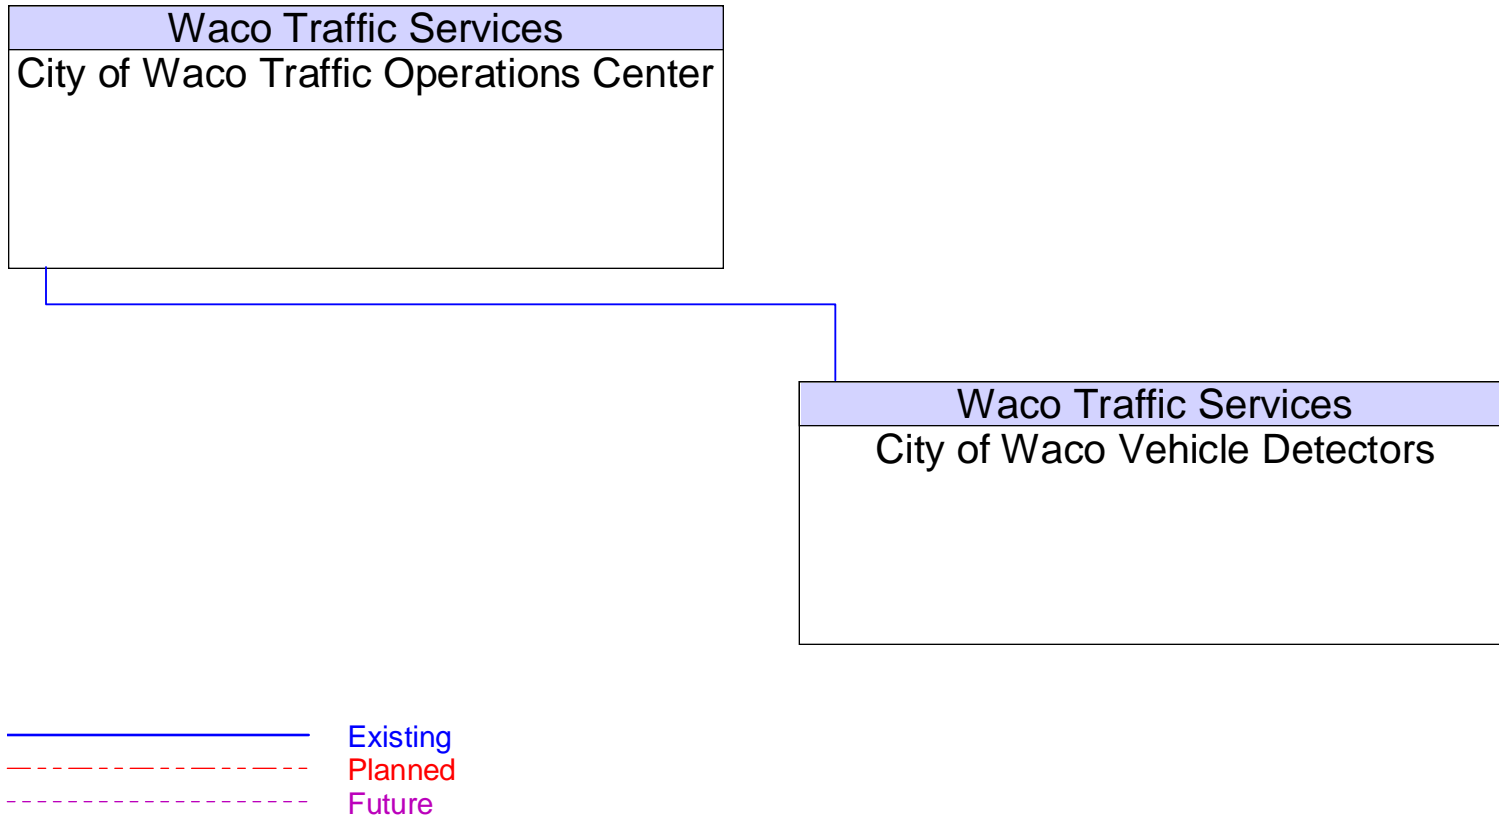 Waco Traffic Services
City of Waco Traffic Operations Center
Waco Traffic Services
City of Waco Vehicle Detectors
Existing
Planned
Future